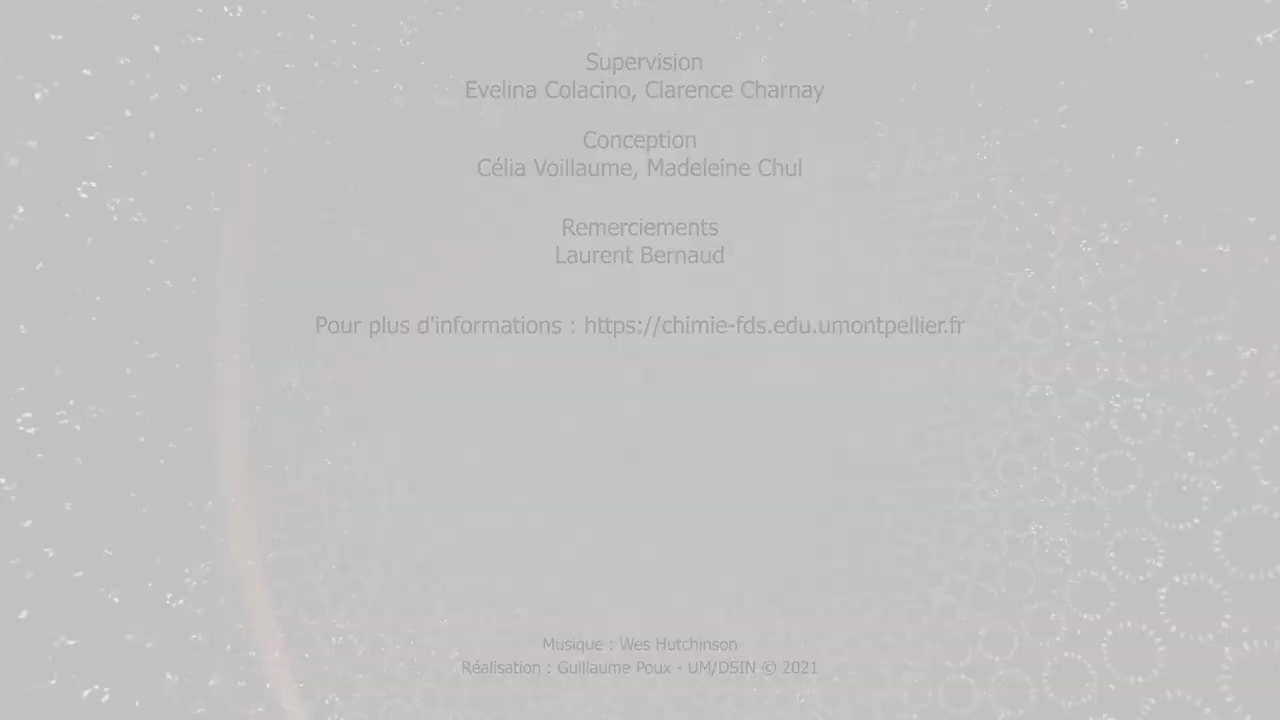 Supervision
Evelina Colacino, Clarence Charnay
Conception
Célia Voillaume, Madeleine Chul
Remerciements
Laurent Bernaud
Pour plus d'informations : https://chimie-fds.edu.umontpellier.fr
Musique : Wes Hutchinson
Réalisation : Guillaume Poux - UM/DSIN © 2021